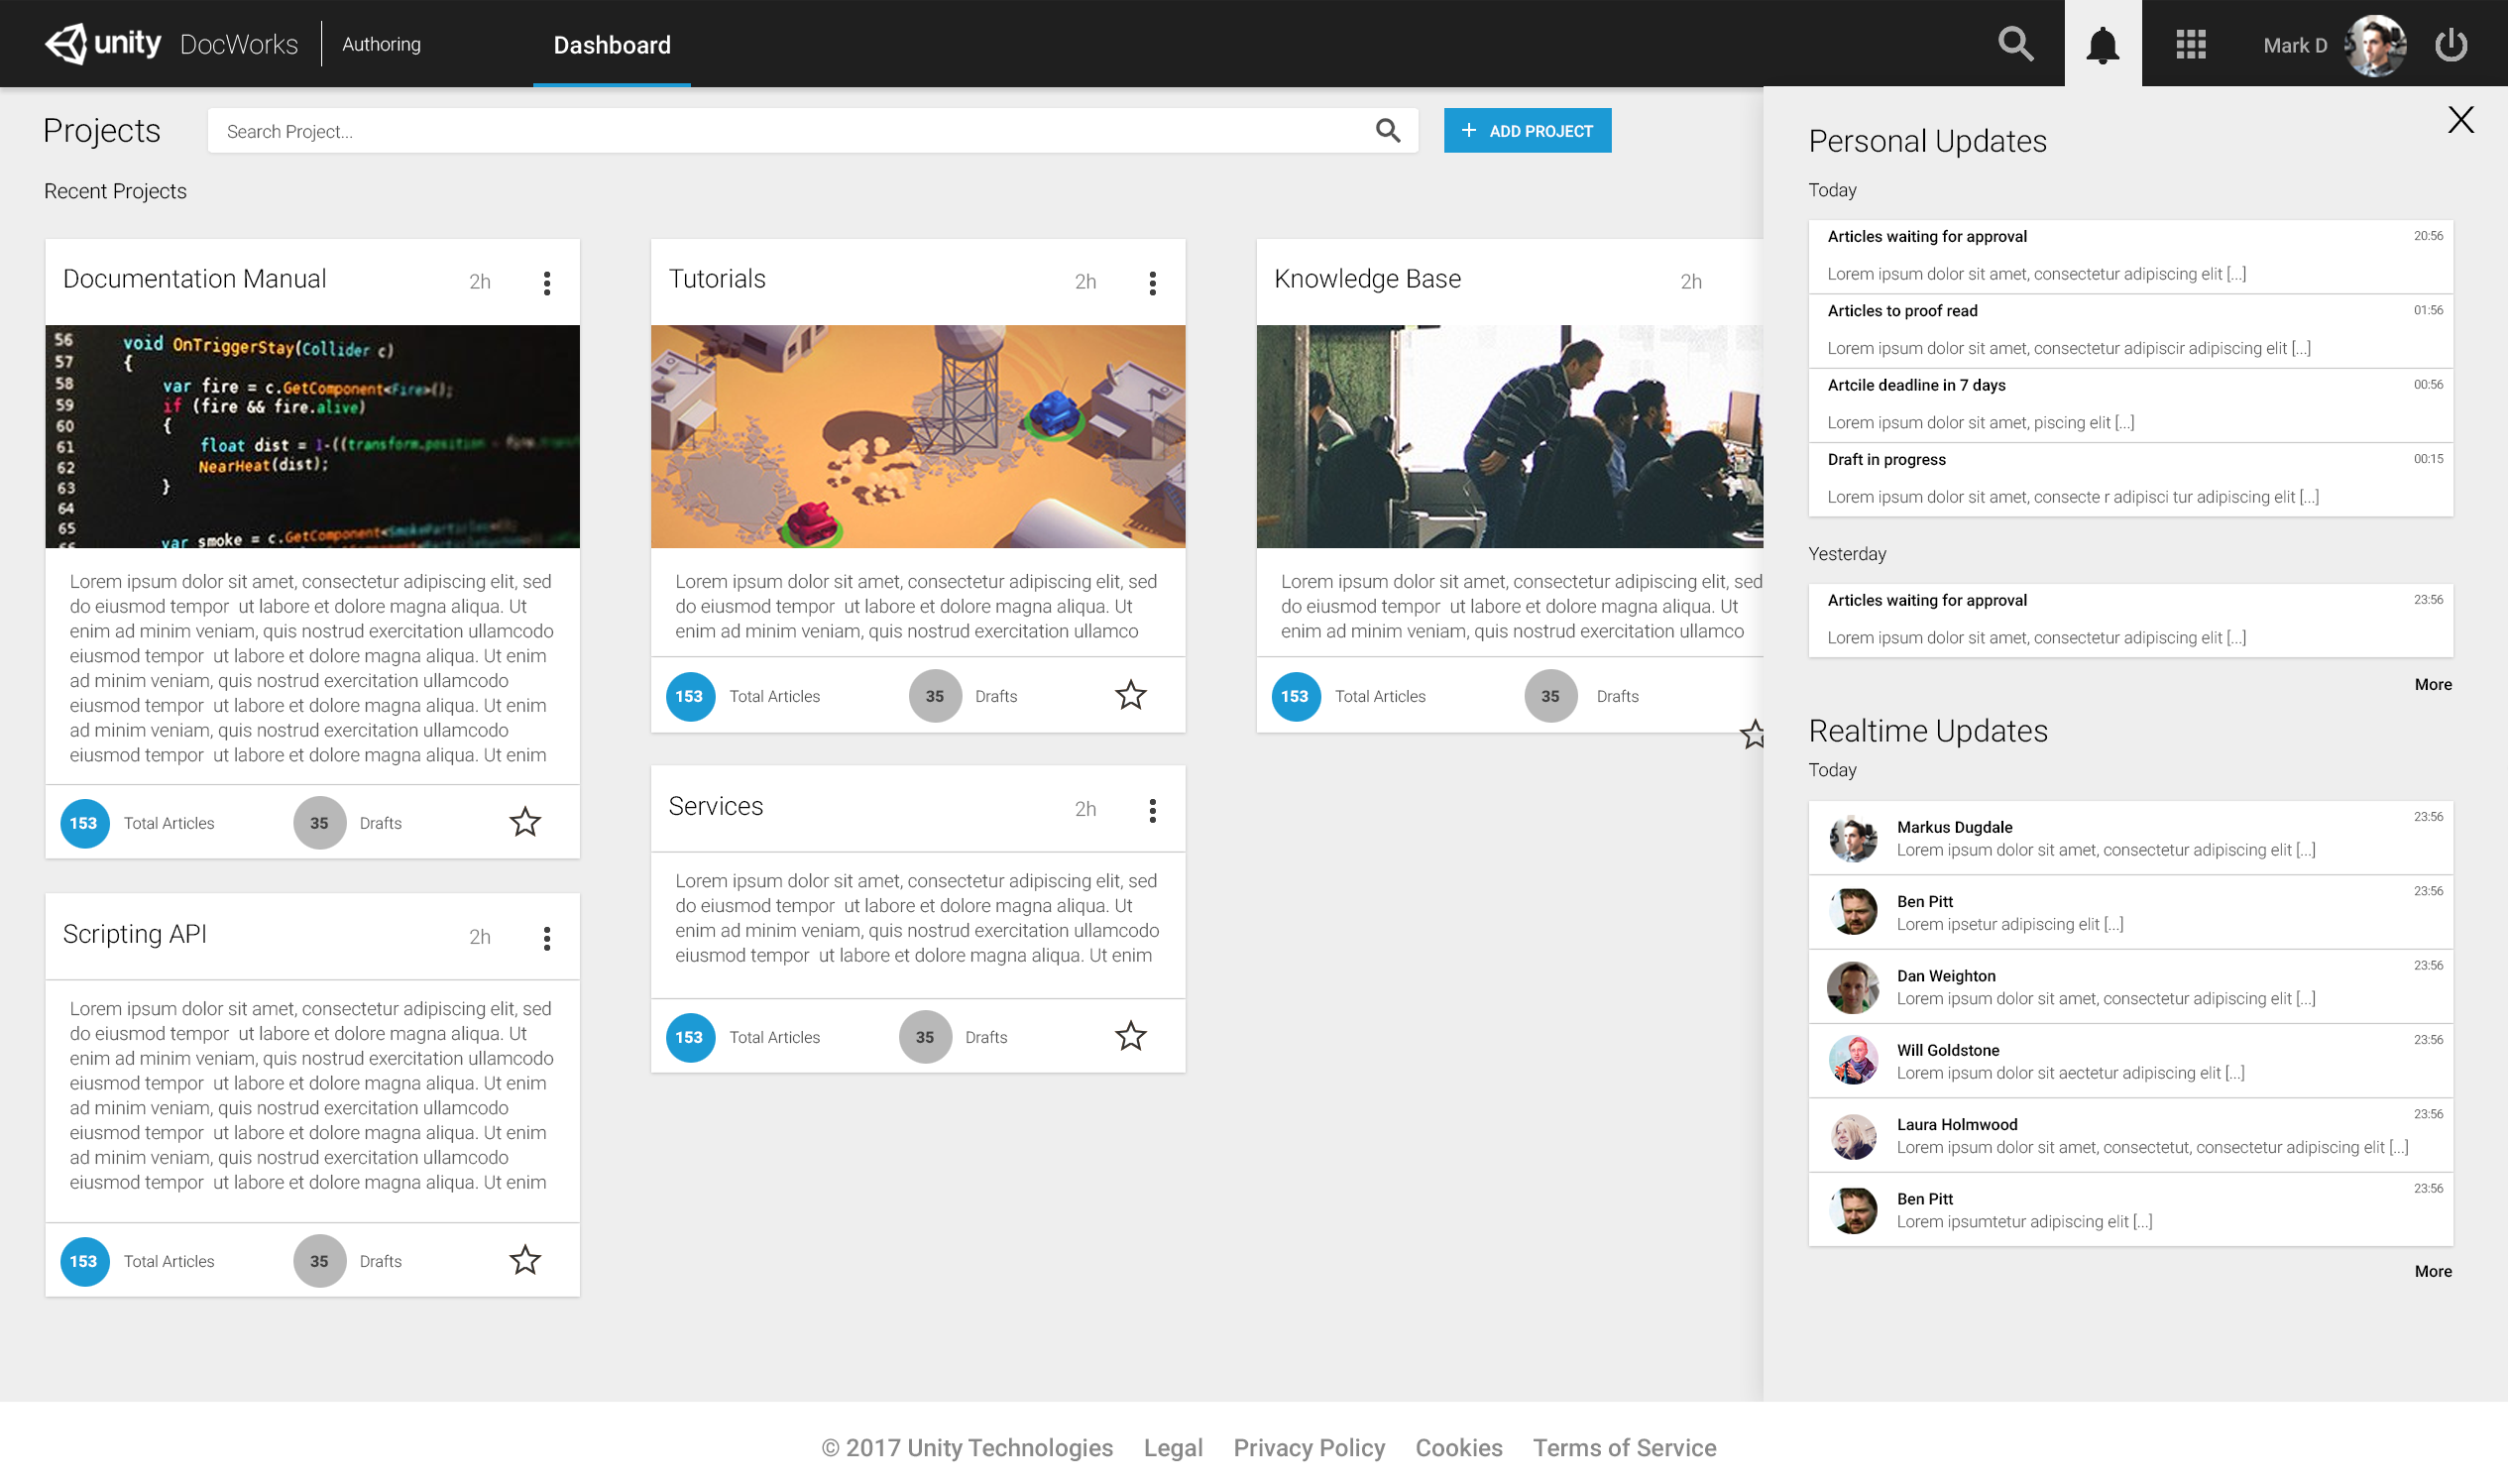 unity DocWorks Authoring Dashboard Mark D
Projects Search Project... + ADD PROJECT
Recent Projects
Documentation Manual 2h
56 void OnTriggerStay(Collider c)
57 {
58 var fire = c.GetComponent<Fire>();
59 if (fire && fire.alive)
60 {
61 float dist = 1-((transform.position - fire.
62 NearHeat(dist);
63 }
64
65
var smoke = c.GetComponent<SmokeParticles>();
Lorem ipsum dolor sit amet, consectetur adipiscing elit, sed
do eiusmod tempor ut labore et dolore magna aliqua. Ut
enim ad minim veniam, quis nostrud exercitation ullamcodo
eiusmod tempor ut labore et dolore magna aliqua. Ut enim
ad minim veniam, quis nostrud exercitation ullamcodo
eiusmod tempor ut labore et dolore magna aliqua. Ut enim
ad minim veniam, quis nostrud exercitation ullamcodo
eiusmod tempor ut labore et dolore magna aliqua. Ut enim
153 Total Articles 35 Drafts
Scripting API 2h
Lorem ipsum dolor sit amet, consectetur adipiscing elit, sed
do eiusmod tempor ut labore et dolore magna aliqua. Ut
enim ad minim veniam, quis nostrud exercitation ullamcodo
eiusmod tempor ut labore et dolore magna aliqua. Ut enim
ad minim veniam, quis nostrud exercitation ullamcodo
eiusmod tempor ut labore et dolore magna aliqua. Ut enim
ad minim veniam, quis nostrud exercitation ullamcodo
eiusmod tempor ut labore et dolore magna aliqua. Ut enim
153 Total Articles 35 Drafts
Tutorials 2h
Lorem ipsum dolor sit amet, consectetur adipiscing elit, sed
do eiusmod tempor ut labore et dolore magna aliqua. Ut
enim ad minim veniam, quis nostrud exercitation ullamco
153 Total Articles 35 Drafts
Services 2h
Lorem ipsum dolor sit amet, consectetur adipiscing elit, sed
do eiusmod tempor ut labore et dolore magna aliqua. Ut
enim ad minim veniam, quis nostrud exercitation ullamcodo
eiusmod tempor ut labore et dolore magna aliqua. Ut enim
153 Total Articles 35 Drafts
Knowledge Base 2h
Lorem ipsum dolor sit amet, consectetur adipiscing elit, sed
do eiusmod tempor ut labore et dolore magna aliqua. Ut
enim ad minim veniam, quis nostrud exercitation ullamco
153 Total Articles 35 Drafts
Personal Updates
Today
Articles waiting for approval 20:56
Lorem ipsum dolor sit amet, consectetur adipiscing elit [...]
Articles to proof read 01:56
Lorem ipsum dolor sit amet, consectetur adipiscir adipiscing elit [...]
Artcile deadline in 7 days 00:56
Lorem ipsum dolor sit amet, piscing elit [...]
Draft in progress 00:15
Lorem ipsum dolor sit amet, consecte r adipisci tur adipiscing elit [...]
Yesterday
Articles waiting for approval 23:56
Lorem ipsum dolor sit amet, consectetur adipiscing elit [...]
More
Realtime Updates
Today
Markus Dugdale 23:56
Lorem ipsum dolor sit amet, consectetur adipiscing elit [...]
Ben Pitt 23:56
Lorem ipsetur adipiscing elit [...]
Dan Weighton 23:56
Lorem ipsum dolor sit amet, consectetur adipiscing elit [...]
Will Goldstone 23:56
Lorem ipsum dolor sit aectetur adipiscing elit [...]
Laura Holmwood 23:56
Lorem ipsum dolor sit amet, consectetut, consectetur adipiscing elit [...]
Ben Pitt 23:56
Lorem ipsumtetur adipiscing elit [...]
More
© 2017 Unity Technologies Legal Privacy Policy Cookies Terms of Service